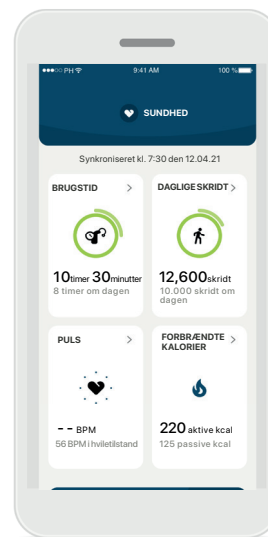 PH 9:41 AM 100 %
SUNDHED
Synkroniseret kl. 7:30 den 12.04.21
BRUGSTID > DAGLIGE SKRIDT >
10timer 30minutter 12,600skridt
8 timer om dagen 10.000 skridt om
dagen
PULS > FORBRÆNDTE >
KALORIER
- - BPM 220 aktive kcal
56 BPM i hviletilstand 125 passive kcal